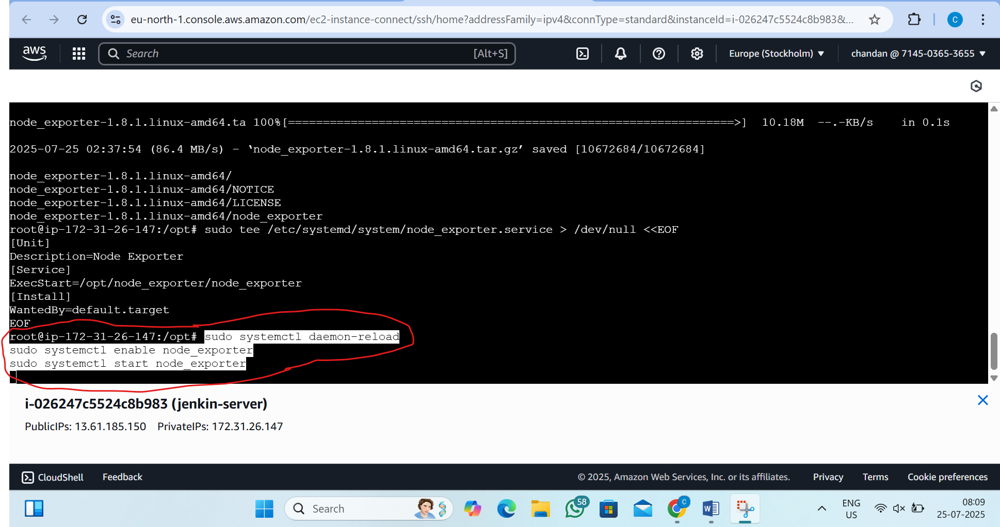 eu-north-1.console.aws.amazon.com/ec2-instance-connect/ssh/home?addressFamily=ipv4&connType=standard&instanceId=i-026247c5524c8b983&...
C
aws
Search
[Alt+S]
Europe (Stockholm)
chandan @ 7145-0365-3655
node_exporter-1.8.1.linux-amd64.ta 100%[================================================================>]  10.18M  --.-KB/s    in 0.1s
2025-07-25 02:37:54 (86.4 MB/s) - ‘node_exporter-1.8.1.linux-amd64.tar.gz’ saved [10672684/10672684]
node_exporter-1.8.1.linux-amd64/
node_exporter-1.8.1.linux-amd64/NOTICE
node_exporter-1.8.1.linux-amd64/LICENSE
node_exporter-1.8.1.linux-amd64/node_exporter
root@ip-172-31-26-147:/opt# sudo tee /etc/systemd/system/node_exporter.service > /dev/null <<EOF
[Unit]
Description=Node Exporter
[Service]
ExecStart=/opt/node_exporter/node_exporter
[Install]
WantedBy=default.target
EOF
root@ip-172-31-26-147:/opt# sudo systemctl daemon-reload
sudo systemctl enable node_exporter
sudo systemctl start node_exporter
i-026247c5524c8b983 (jenkin-server)
PublicIPs: 13.61.185.150    PrivateIPs: 172.31.26.147
CloudShell
Feedback
© 2025, Amazon Web Services, Inc. or its affiliates.
Privacy
Terms
Cookie preferences
Search
58
C
W
ENG
US
08:09
25-07-2025